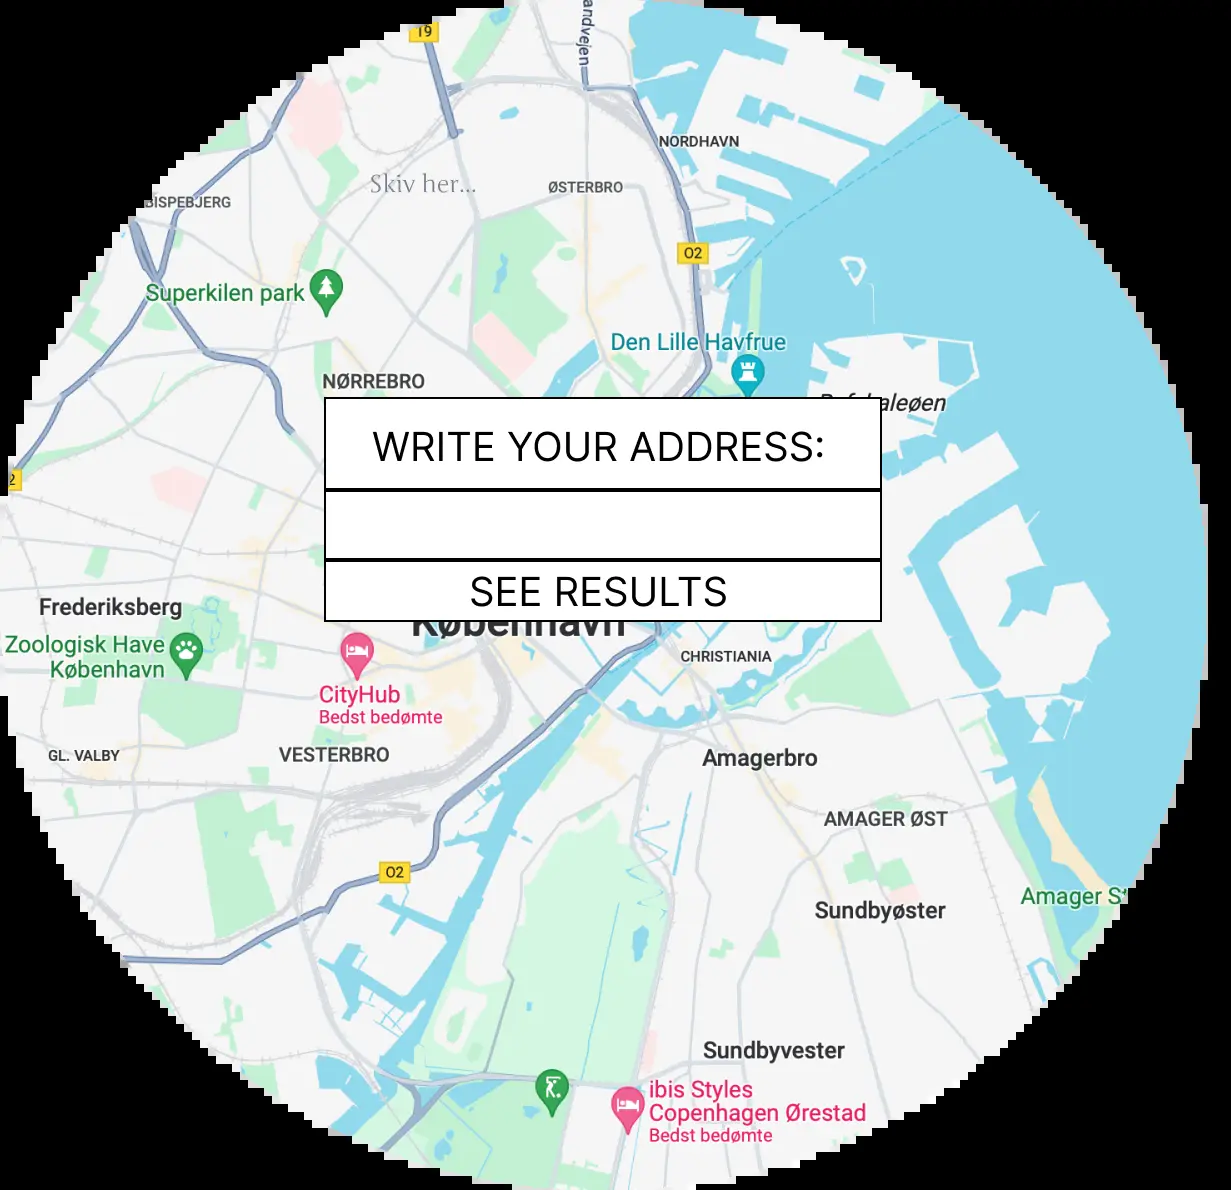 19
andvejen
NORDHAVN
Skiv her...
ØSTERBRO
BISPEBJERG
O2
Superkilen park
Den Lille Havfrue
NØRREBRO
aleøen
WRITE YOUR ADDRESS:
2
SEE RESULTS
Frederiksberg
København
Zoologisk Have
København
CHRISTIANIA
CityHub
Bedst bedømte
GL. VALBY
VESTERBRO
Amagerbro
AMAGER ØST
O2
Amager S
Sundbyøster
Sundbyvester
ibis Styles
Copenhagen Ørestad
Bedst bedømte